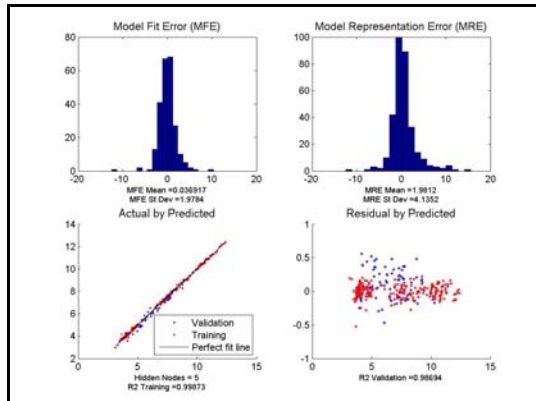 Model Fit Error (MFE)
80
60
40
20
0
-20 -10 0 10 20
MFE Mean =0.036917
MFE St Dev =1.9784
Model Representation Error (MRE)
100
80
60
40
20
0
-20 -10 0 10 20
MRE Mean =1.9812
MRE St Dev =4.1352
Actual by Predicted
14
12
10
8
6
4
2
Validation
Training
Perfect fit line
0 5 10 15
Hidden Nodes = 5
R2 Training =0.99873
Residual by Predicted
1
0.5
0
-0.5
-1
0 5 10 15
R2 Validation =0.98694